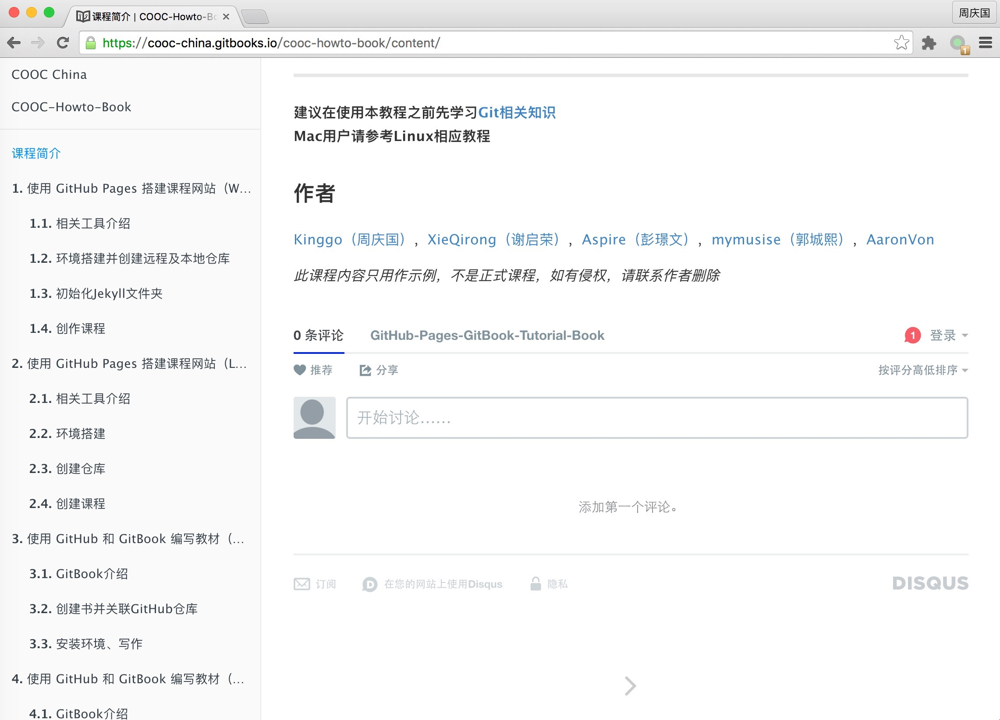 课程简介 | COOC-Howto-Bo
周庆国
https://cooc-china.gitbooks.io/cooc-howto-book/content/
1
COOC China
COOC-Howto-Book
课程简介
1. 使用 GitHub Pages 搭建课程网站（W...
1.1. 相关工具介绍
1.2. 环境搭建并创建远程及本地仓库
1.3. 初始化Jekyll文件夹
1.4. 创作课程
2. 使用 GitHub Pages 搭建课程网站（L...
2.1. 相关工具介绍
2.2. 环境搭建
2.3. 创建仓库
2.4. 创建课程
3. 使用 GitHub 和 GitBook 编写教材（...
3.1. GitBook介绍
3.2. 创建书并关联GitHub仓库
3.3. 安装环境、写作
4. 使用 GitHub 和 GitBook 编写教材（...
4.1. GitBook介绍
建议在使用本教程之前先学习Git相关知识
Mac用户请参考Linux相应教程
作者
Kinggo（周庆国），XieQirong（谢启荣），Aspire（彭璟文），mymusise（郭城熙），AaronVon
此课程内容只用作示例，不是正式课程，如有侵权，请联系作者删除
0 条评论 GitHub-Pages-GitBook-Tutorial-Book 1 登录
推荐 分享 按评分高低排序
开始讨论……
添加第一个评论。
订阅 D 在您的网站上使用Disqus 隐私 DISQUS